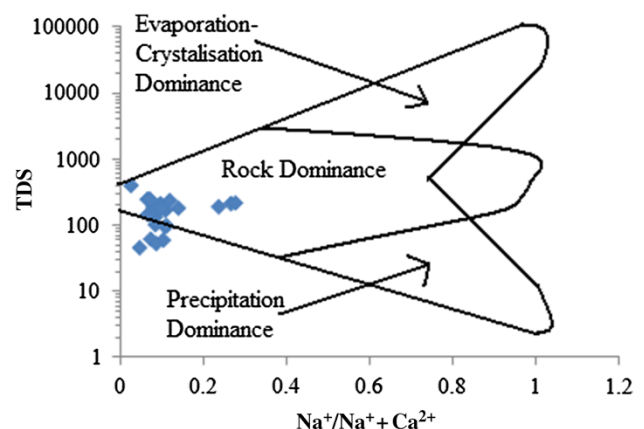 Evaporation-
Crystalisation
Dominance
Rock Dominance
Precipitation
Dominance
TDS
100000
10000
1000
100
10
1
0
0.2
0.4
0.6
0.8
1
1.2
Na⁺/Na⁺ + Ca²⁺